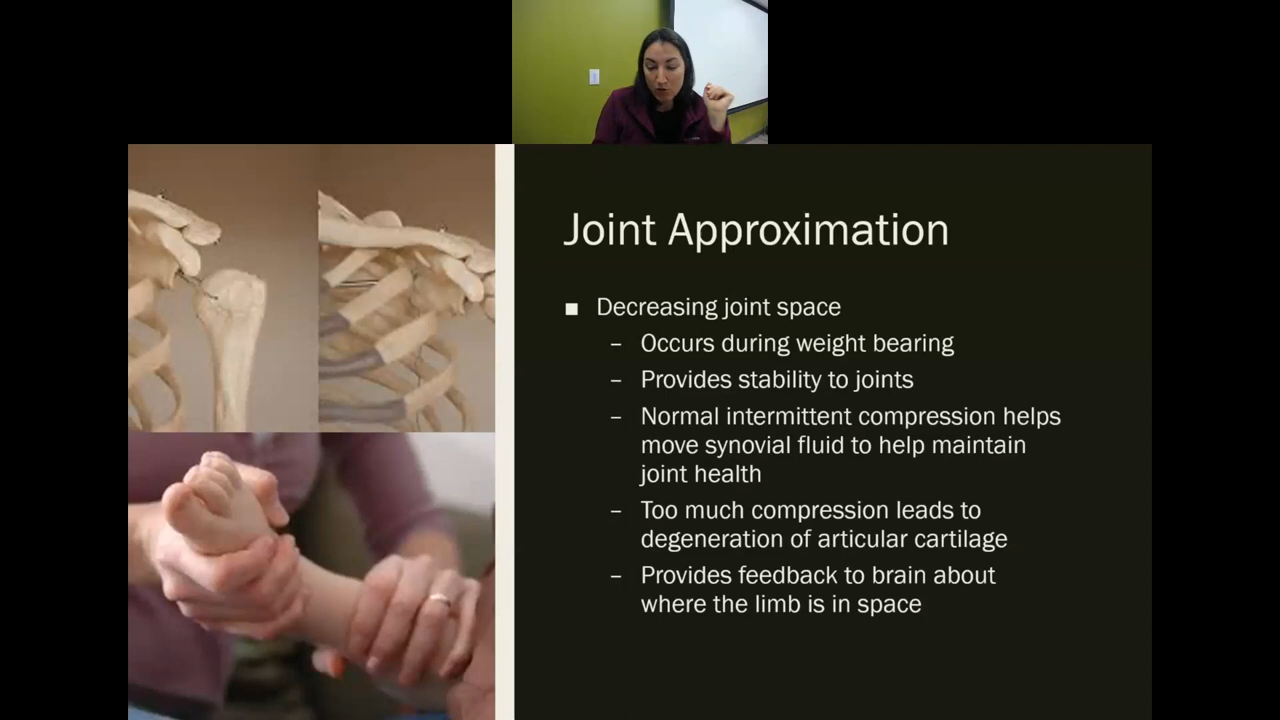 Joint Approximation
■ Decreasing joint space
– Occurs during weight bearing
– Provides stability to joints
– Normal intermittent compression helps
move synovial fluid to help maintain
joint health
– Too much compression leads to
degeneration of articular cartilage
– Provides feedback to brain about
where the limb is in space